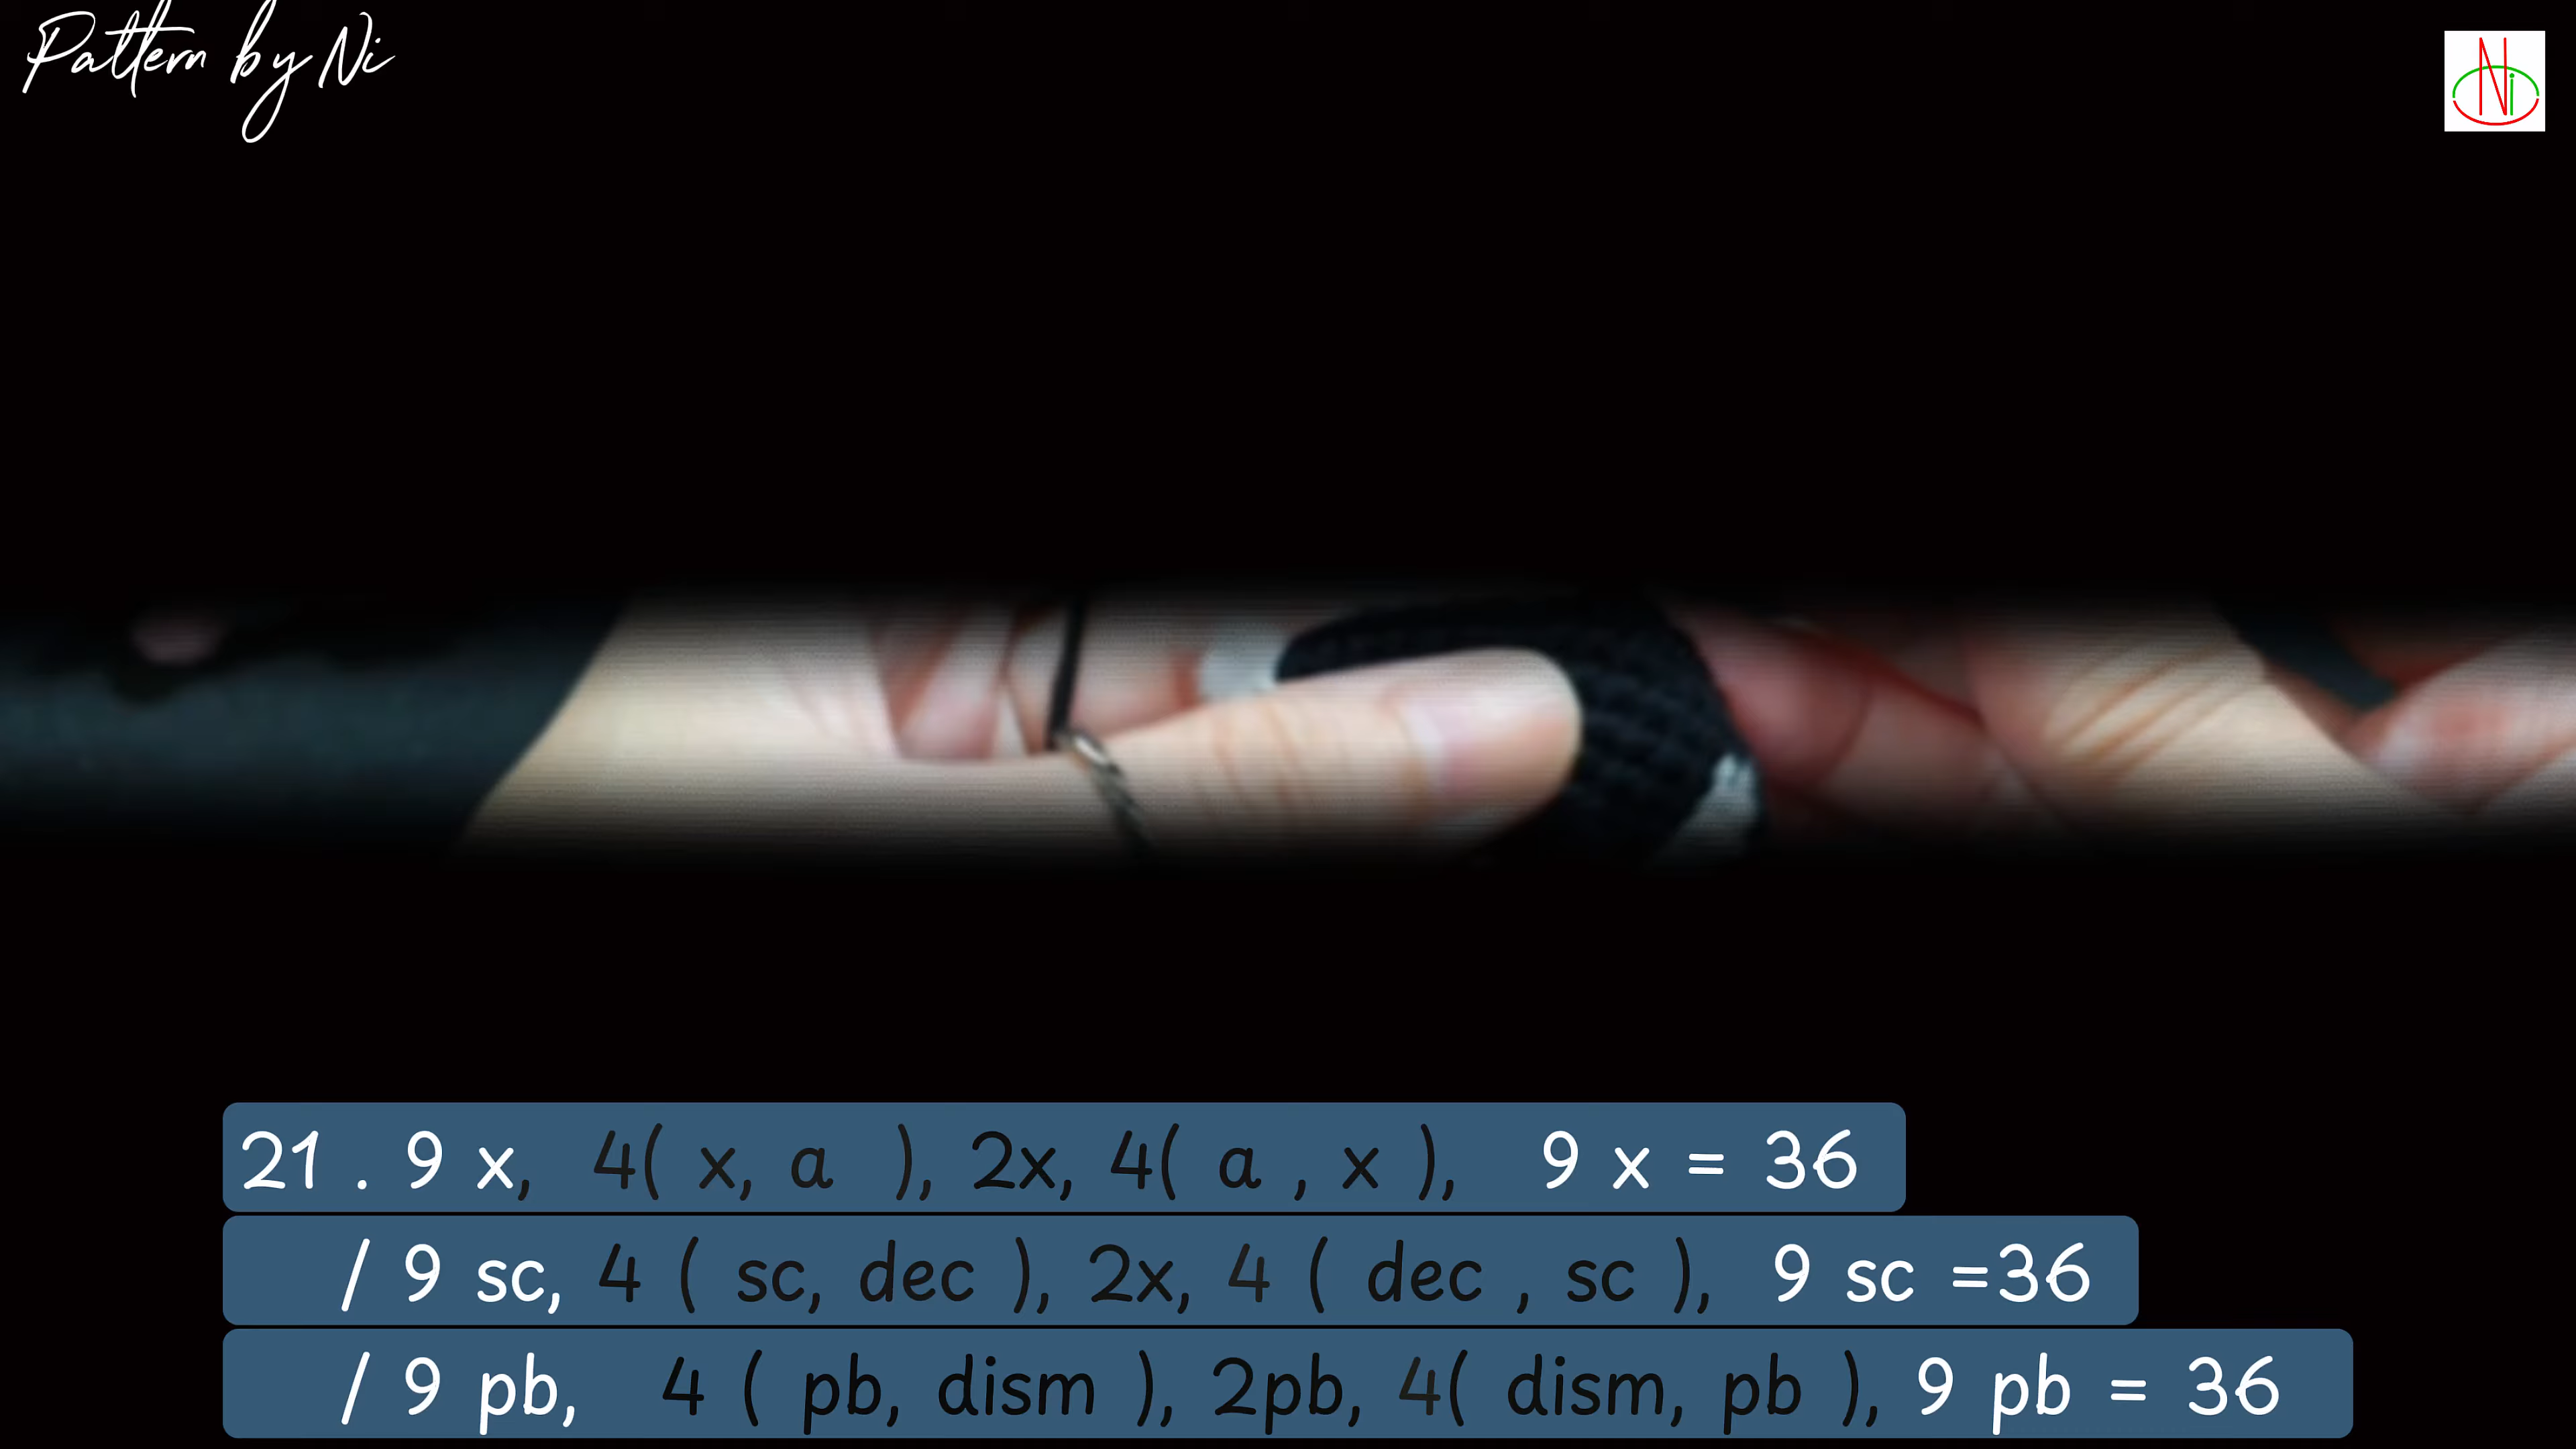 Pattern by Ni
Ni
21 . 9 x, 4( x, a ), 2x, 4( a , x ), 9 x = 36
/ 9 sc, 4 ( sc, dec ), 2x, 4 ( dec , sc ), 9 sc =36
/ 9 pb, 4 ( pb, dism ), 2pb, 4( dism, pb ), 9 pb = 36